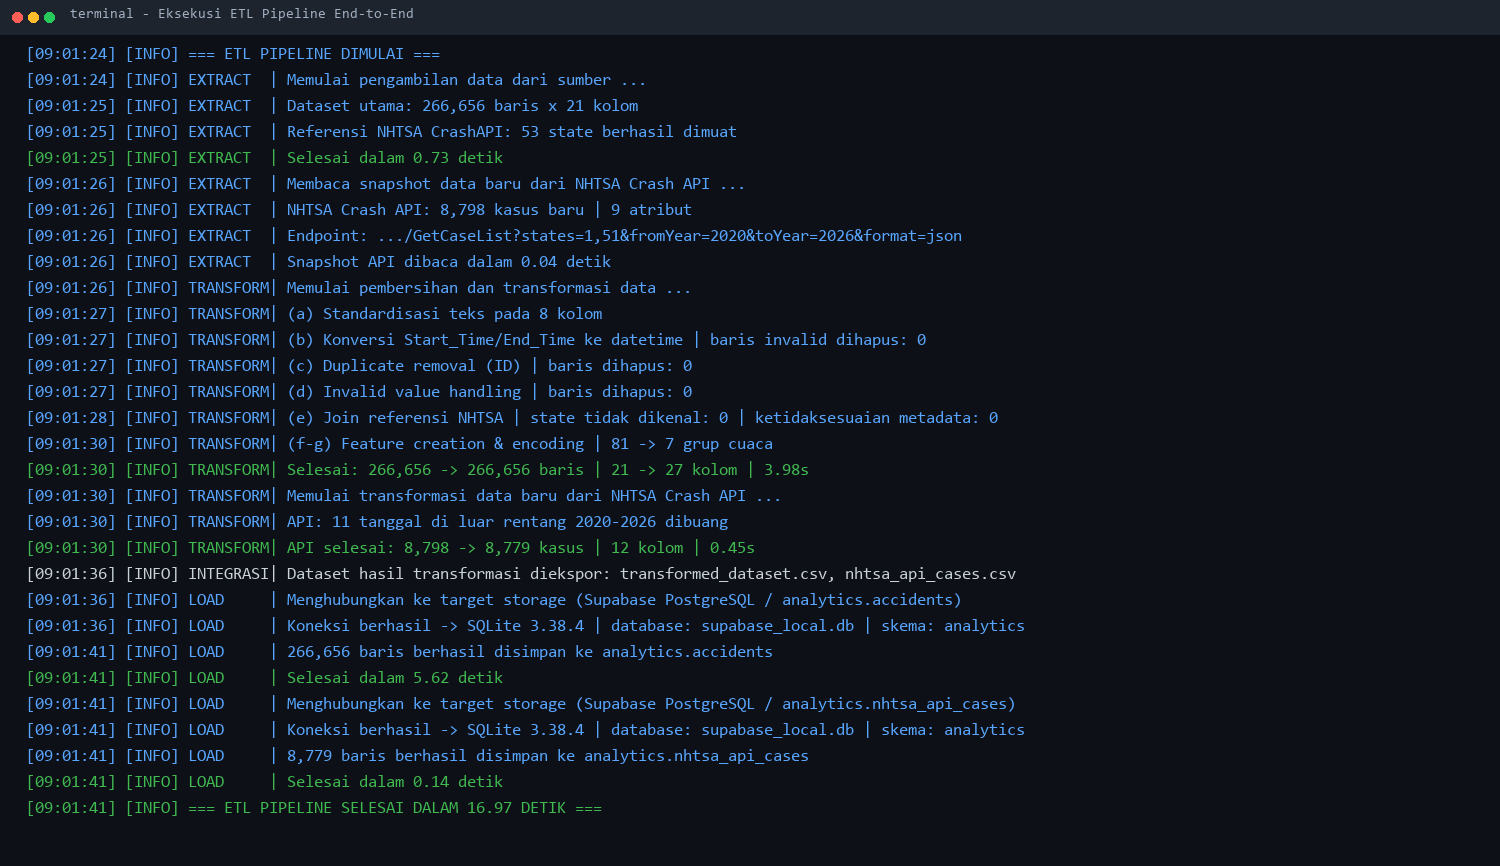 terminal - Eksekusi ETL Pipeline End-to-End
[09:01:24] [INFO] === ETL PIPELINE DIMULAI ===
[09:01:24] [INFO] EXTRACT  | Memulai pengambilan data dari sumber ...
[09:01:25] [INFO] EXTRACT  | Dataset utama: 266,656 baris x 21 kolom
[09:01:25] [INFO] EXTRACT  | Referensi NHTSA CrashAPI: 53 state berhasil dimuat
[09:01:25] [INFO] EXTRACT  | Selesai dalam 0.73 detik
[09:01:26] [INFO] EXTRACT  | Membaca snapshot data baru dari NHTSA Crash API ...
[09:01:26] [INFO] EXTRACT  | NHTSA Crash API: 8,798 kasus baru | 9 atribut
[09:01:26] [INFO] EXTRACT  | Endpoint: .../GetCaseList?states=1,51&fromYear=2020&toYear=2026&format=json
[09:01:26] [INFO] EXTRACT  | Snapshot API dibaca dalam 0.04 detik
[09:01:26] [INFO] TRANSFORM| Memulai pembersihan dan transformasi data ...
[09:01:27] [INFO] TRANSFORM| (a) Standardisasi teks pada 8 kolom
[09:01:27] [INFO] TRANSFORM| (b) Konversi Start_Time/End_Time ke datetime | baris invalid dihapus: 0
[09:01:27] [INFO] TRANSFORM| (c) Duplicate removal (ID) | baris dihapus: 0
[09:01:27] [INFO] TRANSFORM| (d) Invalid value handling | baris dihapus: 0
[09:01:28] [INFO] TRANSFORM| (e) Join referensi NHTSA | state tidak dikenal: 0 | ketidaksesuaian metadata: 0
[09:01:30] [INFO] TRANSFORM| (f-g) Feature creation & encoding | 81 -> 7 grup cuaca
[09:01:30] [INFO] TRANSFORM| Selesai: 266,656 -> 266,656 baris | 21 -> 27 kolom | 3.98s
[09:01:30] [INFO] TRANSFORM| Memulai transformasi data baru dari NHTSA Crash API ...
[09:01:30] [INFO] TRANSFORM| API: 11 tanggal di luar rentang 2020-2026 dibuang
[09:01:30] [INFO] TRANSFORM| API selesai: 8,798 -> 8,779 kasus | 12 kolom | 0.45s
[09:01:36] [INFO] INTEGRASI| Dataset hasil transformasi diekspor: transformed_dataset.csv, nhtsa_api_cases.csv
[09:01:36] [INFO] LOAD     | Menghubungkan ke target storage (Supabase PostgreSQL / analytics.accidents)
[09:01:36] [INFO] LOAD     | Koneksi berhasil -> SQLite 3.38.4 | database: supabase_local.db | skema: analytics
[09:01:41] [INFO] LOAD     | 266,656 baris berhasil disimpan ke analytics.accidents
[09:01:41] [INFO] LOAD     | Selesai dalam 5.62 detik
[09:01:41] [INFO] LOAD     | Menghubungkan ke target storage (Supabase PostgreSQL / analytics.nhtsa_api_cases)
[09:01:41] [INFO] LOAD     | Koneksi berhasil -> SQLite 3.38.4 | database: supabase_local.db | skema: analytics
[09:01:41] [INFO] LOAD     | 8,779 baris berhasil disimpan ke analytics.nhtsa_api_cases
[09:01:41] [INFO] LOAD     | Selesai dalam 0.14 detik
[09:01:41] [INFO] === ETL PIPELINE SELESAI DALAM 16.97 DETIK ===